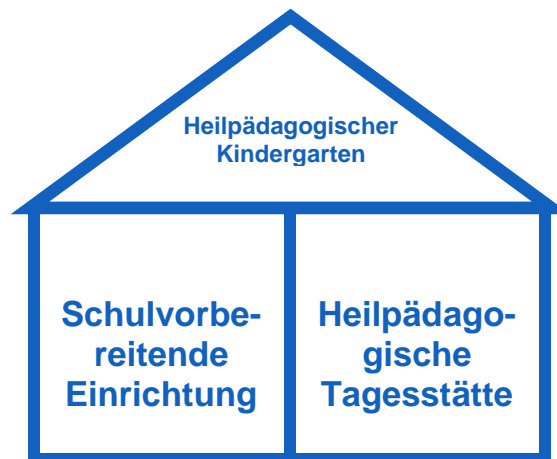 Heilpädagogischer
Kindergarten
Schulvorbe-
reitende
Einrichtung
Heilpädago-
gische
Tagesstätte